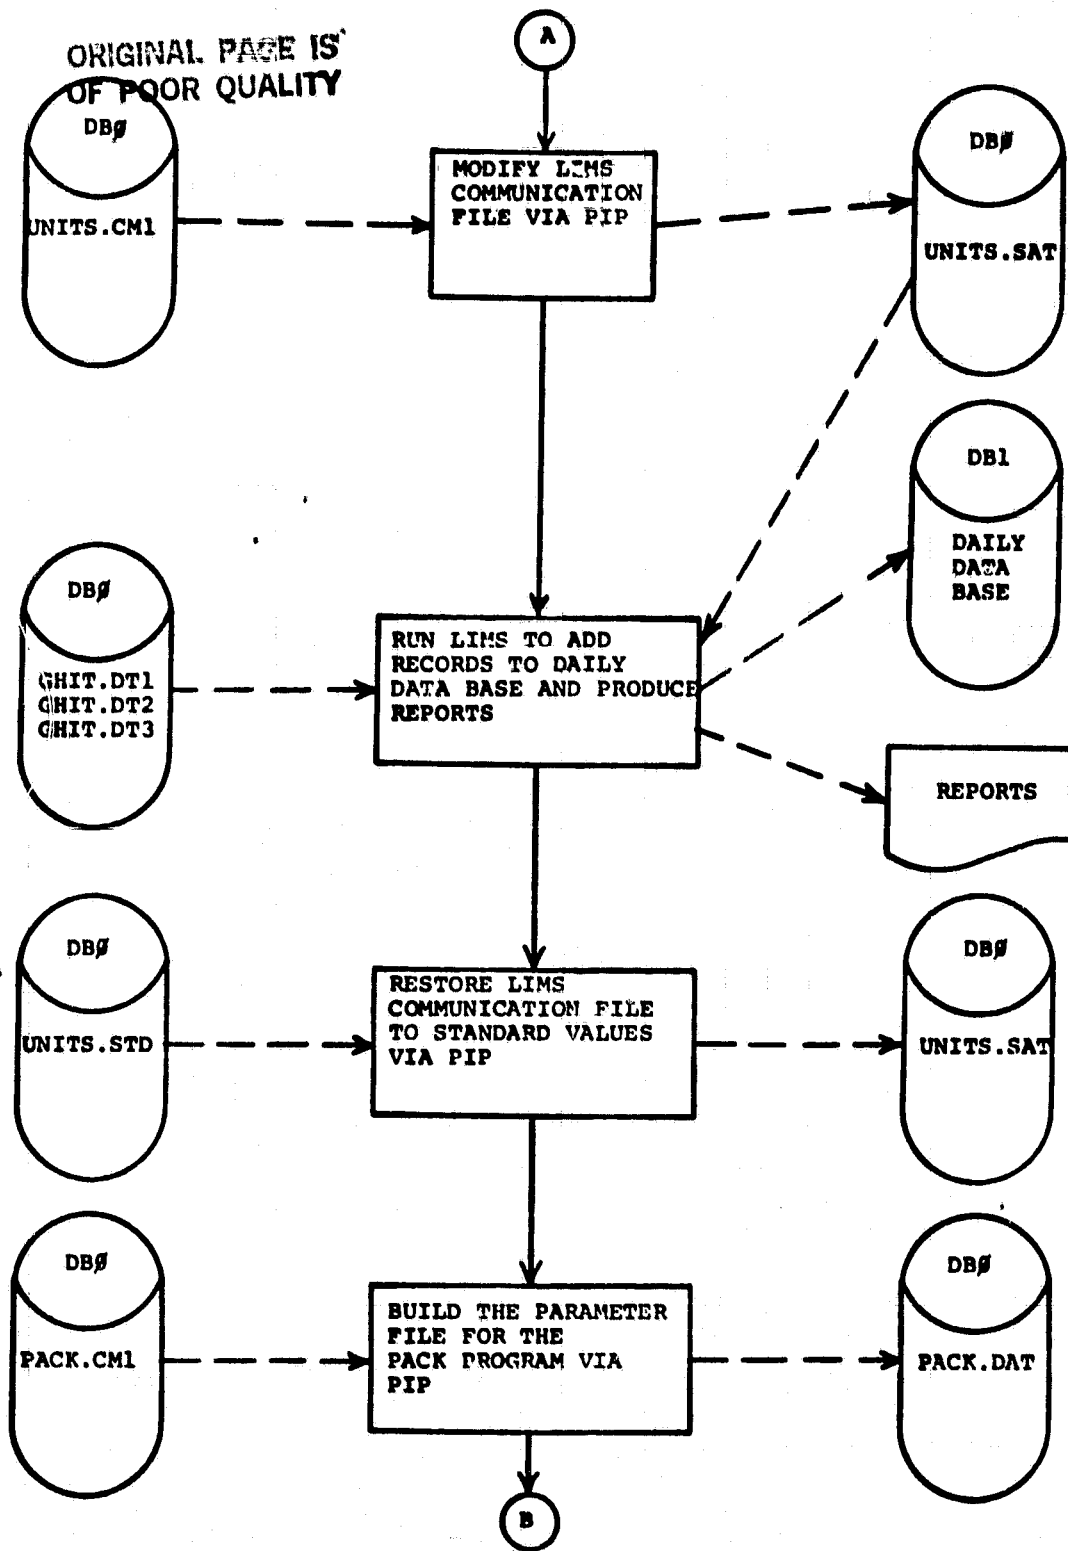 ORIGINAL PAGE IS
OF POOR QUALITY
A
DBØ
UNITS.CM1
MODIFY LIMS
COMMUNICATION
FILE VIA PIP
DBØ
UNITS.SAT
DB1
DAILY
DATA
BASE
DBØ
GHIT.DT1
GHIT.DT2
GHIT.DT3
RUN LIMS TO ADD
RECORDS TO DAILY
DATA BASE AND PRODUCE
REPORTS
REPORTS
DBØ
UNITS.STD
RESTORE LIMS
COMMUNICATION FILE
TO STANDARD VALUES
VIA PIP
DBØ
UNITS.SAT
DBØ
PACK.CM1
BUILD THE PARAMETER
FILE FOR THE
PACK PROGRAM VIA
PIP
DBØ
PACK.DAT
B